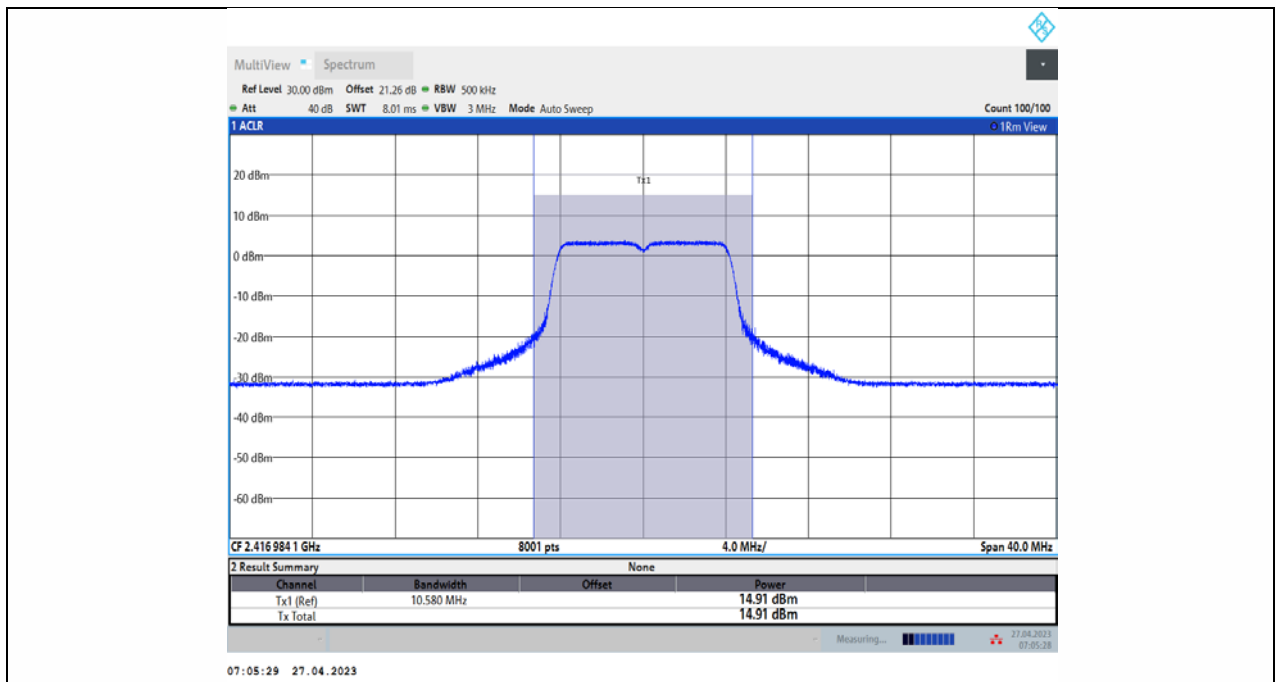 R S
MultiView Spectrum
Ref Level 30.00 dBm Offset 21.26 dB RBW 500 kHz
Att 40 dB SWT 8.01 ms VBW 3 MHz Mode Auto Sweep Count 100/100
1 ACLR 1Rm View
Tx1
20 dBm
10 dBm
0 dBm
-10 dBm
-20 dBm
-30 dBm
-40 dBm
-50 dBm
-60 dBm
CF 2.416 984 1 GHz 8001 pts 4.0 MHz/ Span 40.0 MHz
2 Result Summary None
Channel Bandwidth Offset Power
Tx1 (Ref) 10.580 MHz 14.91 dBm
Tx Total 14.91 dBm
- - Measuring... 27.04.2023
07:05:28
07:05:29 27.04.2023